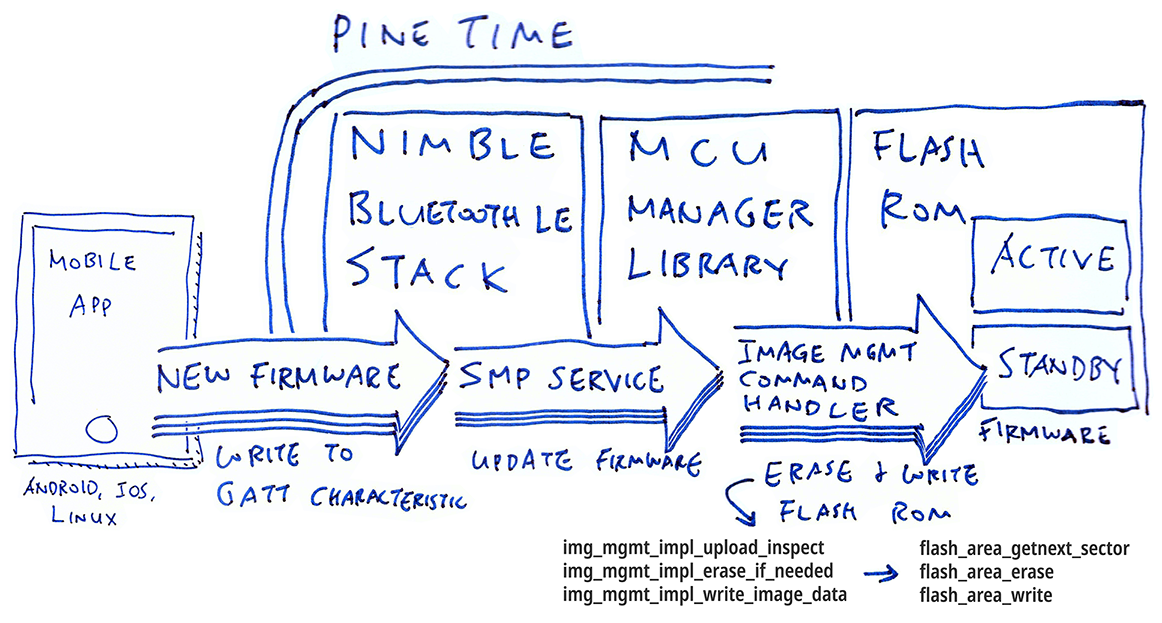 PINE TIME
NIMBLE
BLUETOOTH LE
STACK
MCU
MANAGER
LIBRARY
FLASH
ROM
ACTIVE
STANDBY
FIRMWARE
MOBILE
APP
ANDROID, IOS,
LINUX
NEW FIRMWARE
WRITE TO
GATT CHARACTERISTIC
SMP SERVICE
UPDATE FIRMWARE
IMAGE MGMT
COMMAND
HANDLER
ERASE & WRITE
FLASH ROM
img_mgmt_impl_upload_inspect
img_mgmt_impl_erase_if_needed
img_mgmt_impl_write_image_data
flash_area_getnext_sector
flash_area_erase
flash_area_write